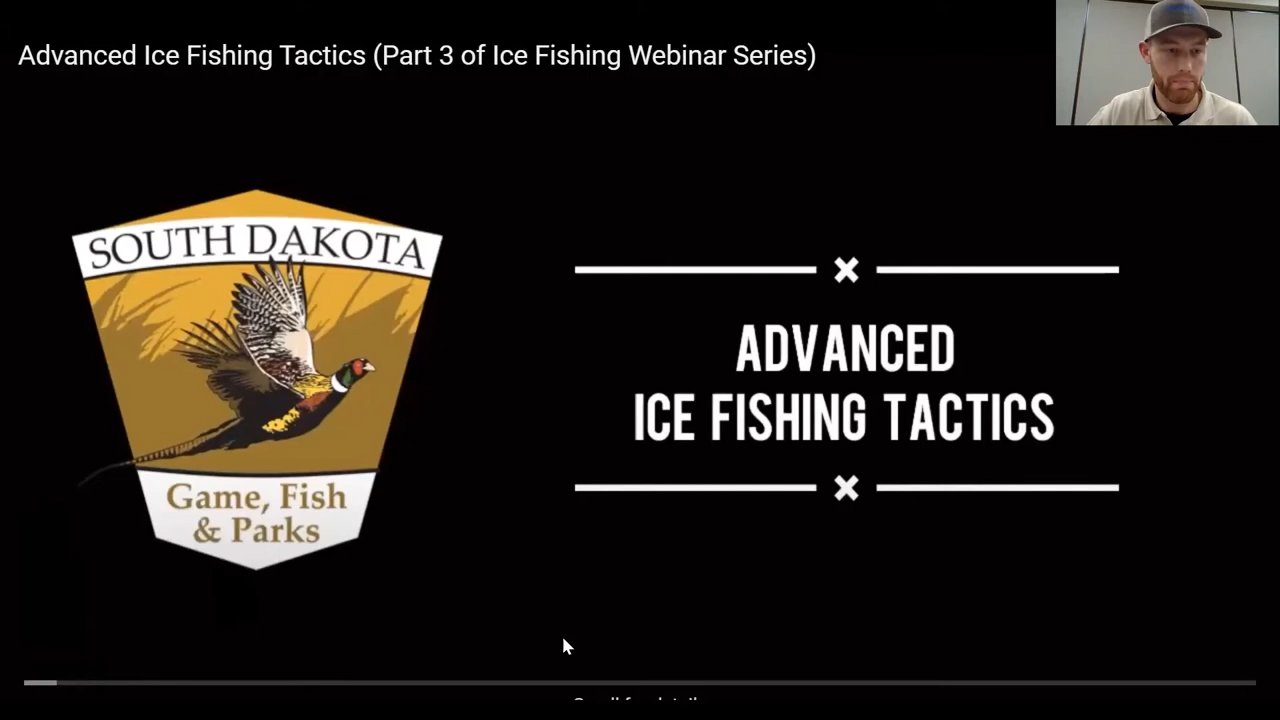 Advanced Ice Fishing Tactics (Part 3 of Ice Fishing Webinar Series)
SOUTH DAKOTA
Game, Fish
& Parks
ADVANCED
ICE FISHING TACTICS